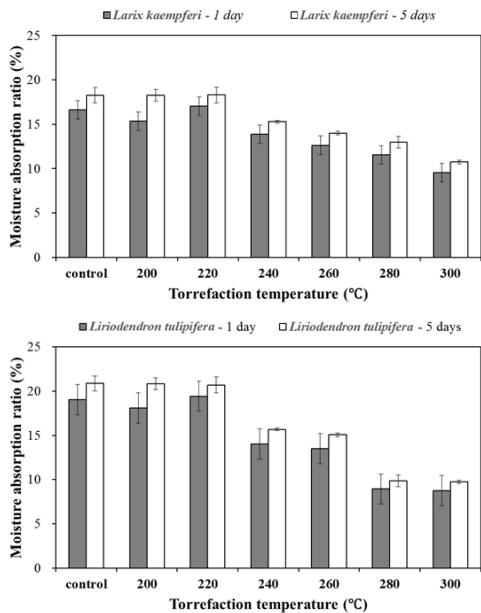 Larix kaempferi - 1 day Larix kaempferi - 5 days
25
20
15
10
5
0
Moisture absorption ratio (%)
control 200 220 240 260 280 300
Torrefaction temperature (℃)
Liriodendron tulipifera - 1 day Liriodendron tulipifera - 5 days
25
20
15
10
5
0
Moisture absorption ratio (%)
control 200 220 240 260 280 300
Torrefaction temperature (℃)